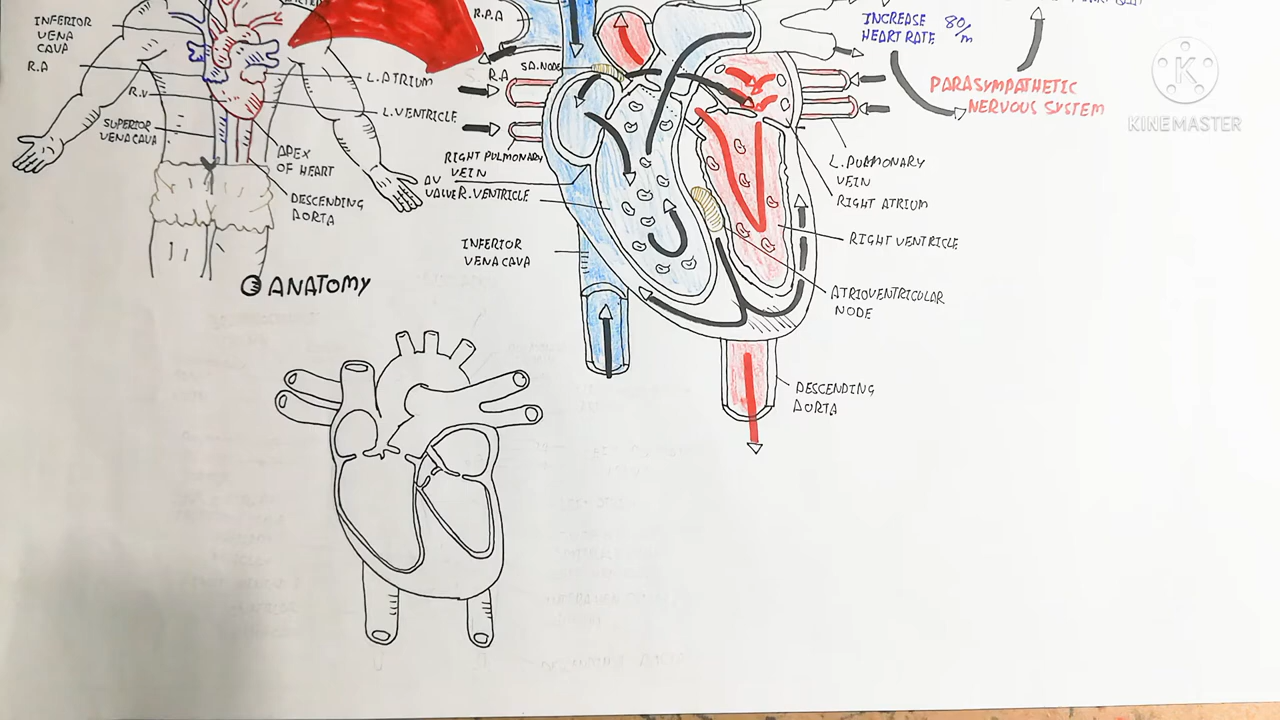 INFERIOR
VENA
CAVA
R.A
R.V
SUPERIOR
VENACAVA
L.ATRIUM
L.VENTRICLE
APEX
OF HEART
DESCENDING
AORTA
ANATOMY
R.P.A
SA.NODE
R.A
RIGHT PULMONARY
VEIN
AV
VALVE
R.VENTRICLE
INFERIOR
VENACAVA
INCREASE 80/m
HEART RATE
PARASYMPATHETIC
NERVOUS SYSTEM
L.PULMONARY
VEIN
RIGHT ATRIUM
RIGHT VENTRICLE
ATRIOVENTRICULAR
NODE
DESCENDING
AORTA
K
KINEMASTER